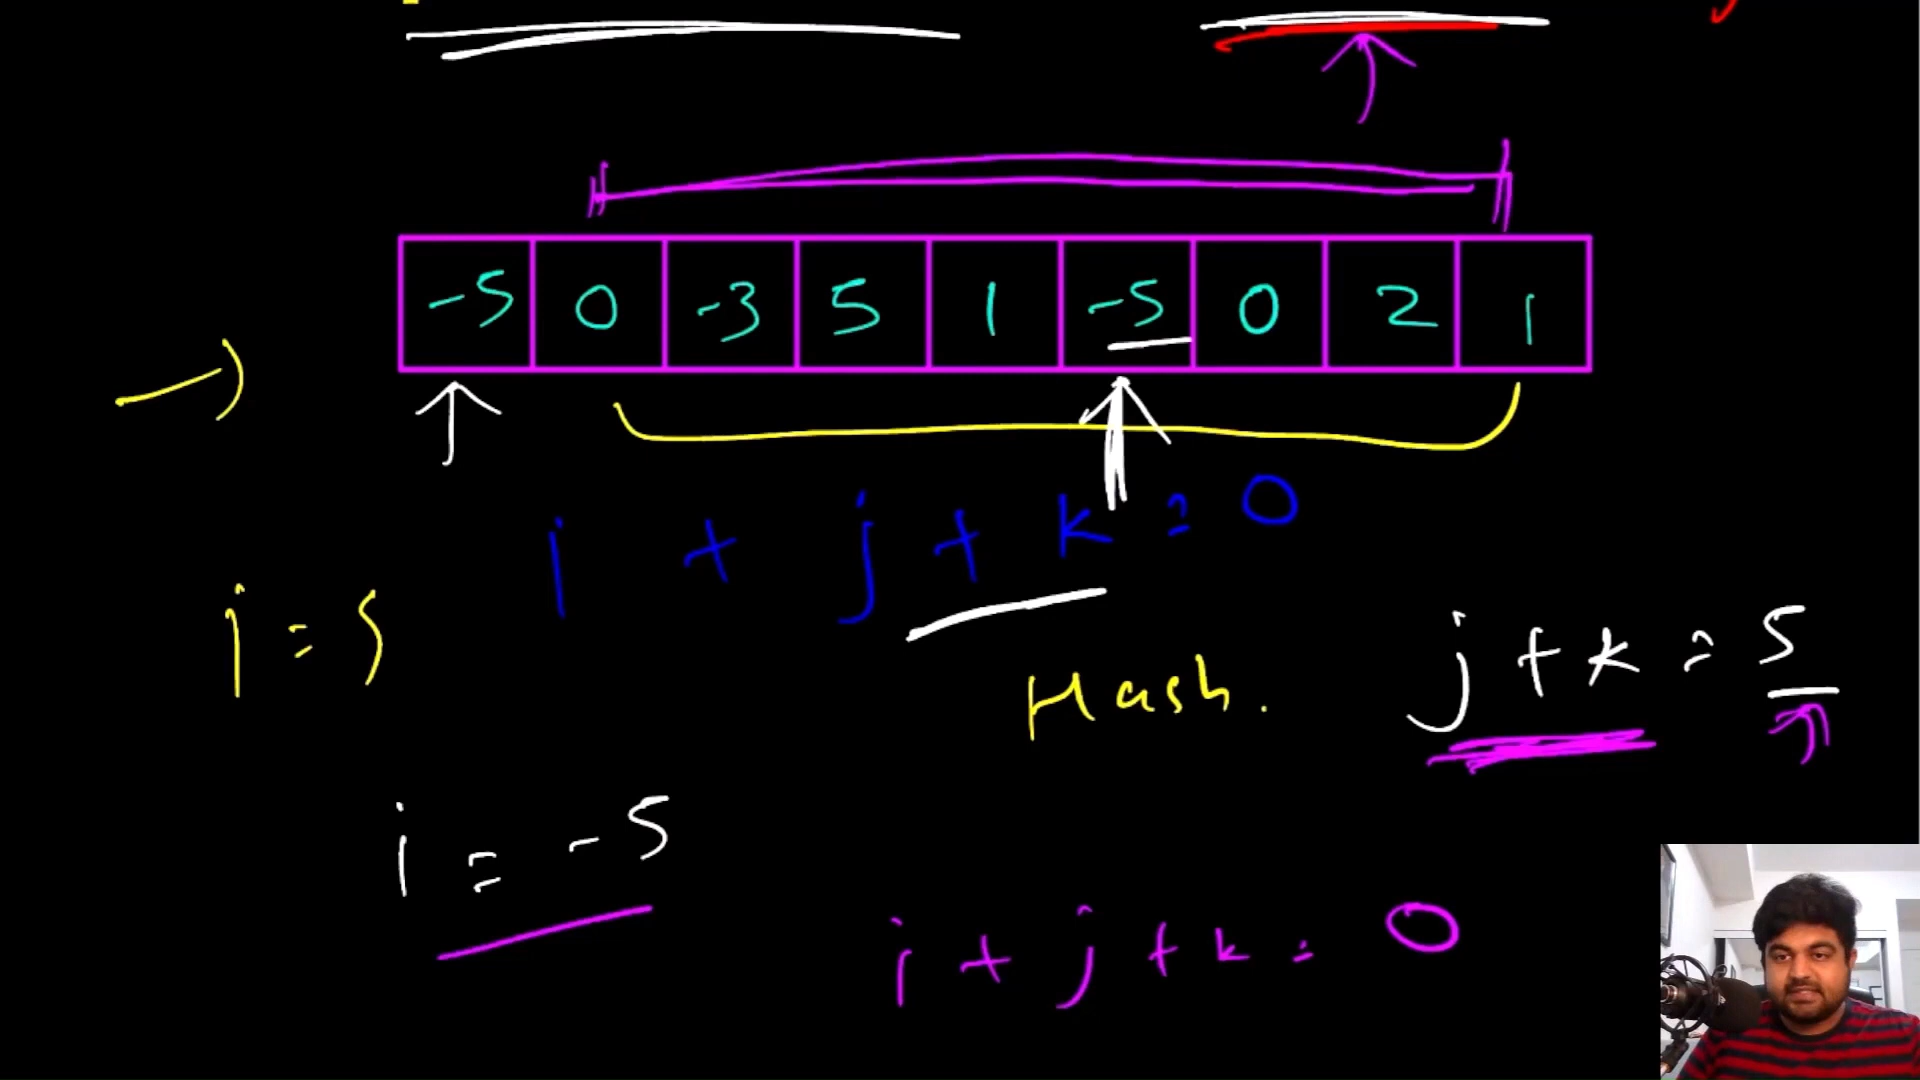 -5 0 -3 5 1 -5 0 2 1
i + j + k = 0
i = 5
j + k = 5
Hash.
i = -5
i + j + k = 0